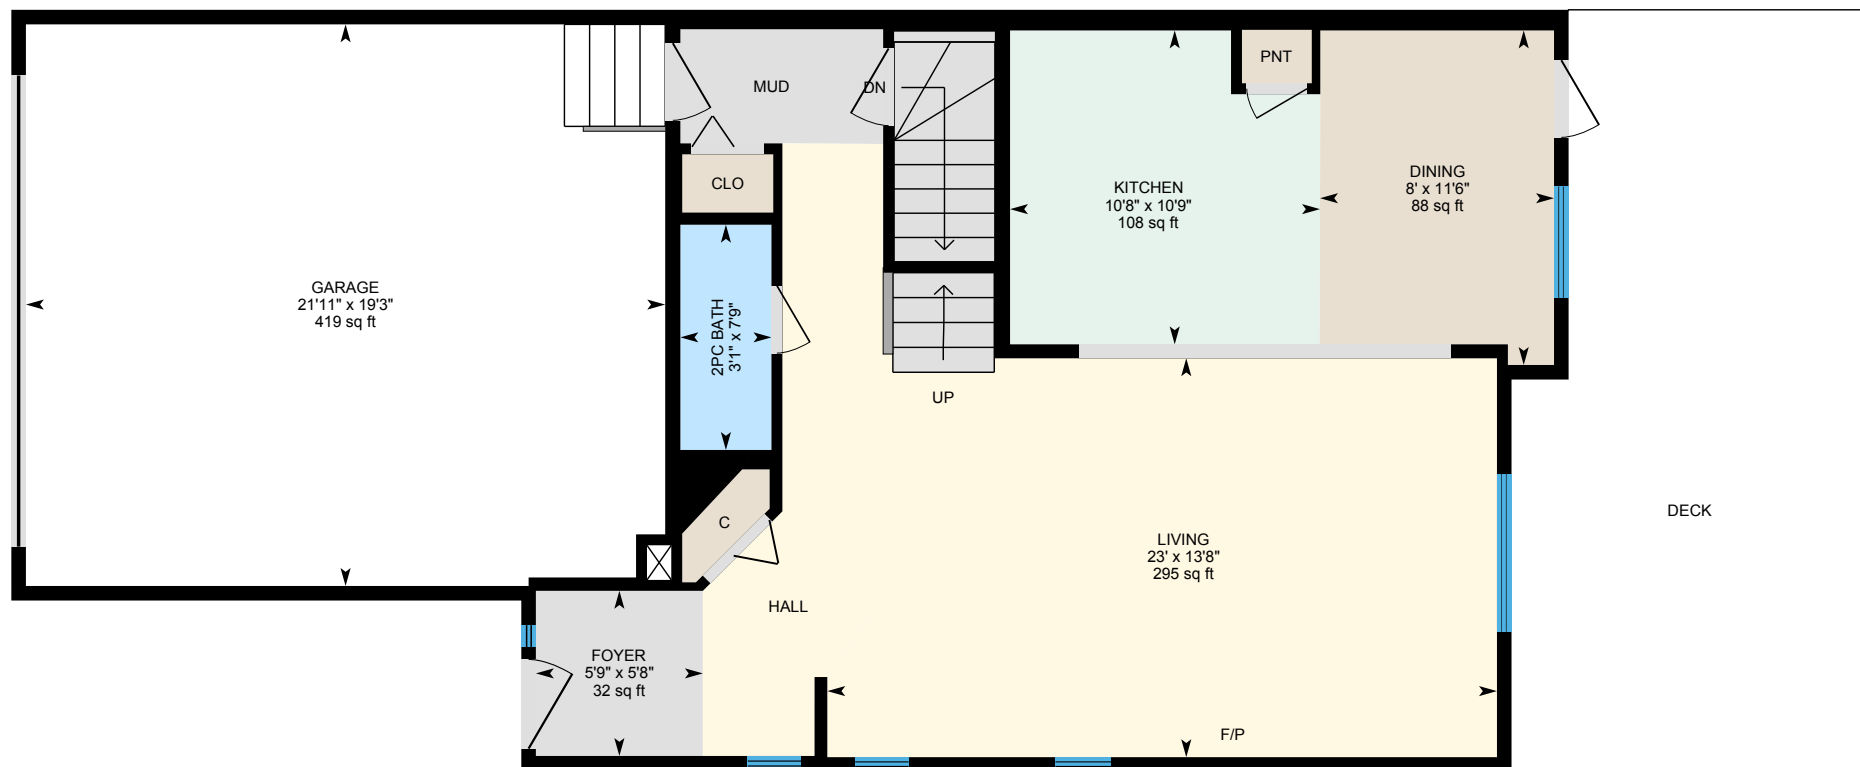 MUD
DN
PNT
CLO
KITCHEN
10'8" x 10'9"
108 sq ft
DINING
8' x 11'6"
88 sq ft
GARAGE
21'11" x 19'3"
419 sq ft
2PC BATH
3'1" x 7'9"
UP
C
LIVING
23' x 13'8"
295 sq ft
DECK
HALL
FOYER
5'9" x 5'8"
32 sq ft
F/P